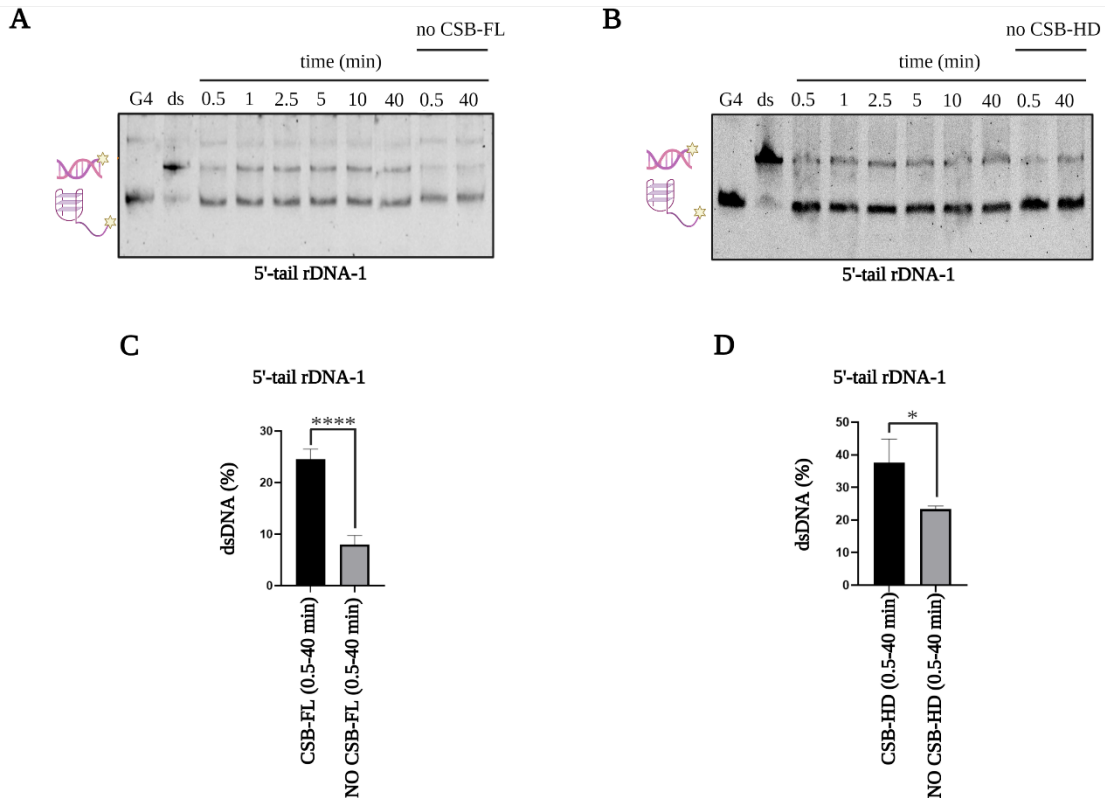 A
no CSB-FL
time (min)
G4 ds 0.5 1 2.5 5 10 40 0.5 40
5'-tail rDNA-1
B
no CSB-HD
time (min)
G4 ds 0.5 1 2.5 5 10 40 0.5 40
5'-tail rDNA-1
C
5'-tail rDNA-1
****
30
20
10
0
dsDNA (%)
CSB-FL (0.5-40 min)
NO CSB-FL (0.5-40 min)
D
5'-tail rDNA-1
*
50
40
30
20
10
0
dsDNA (%)
CSB-HD (0.5-40 min)
NO CSB-HD (0.5-40 min)